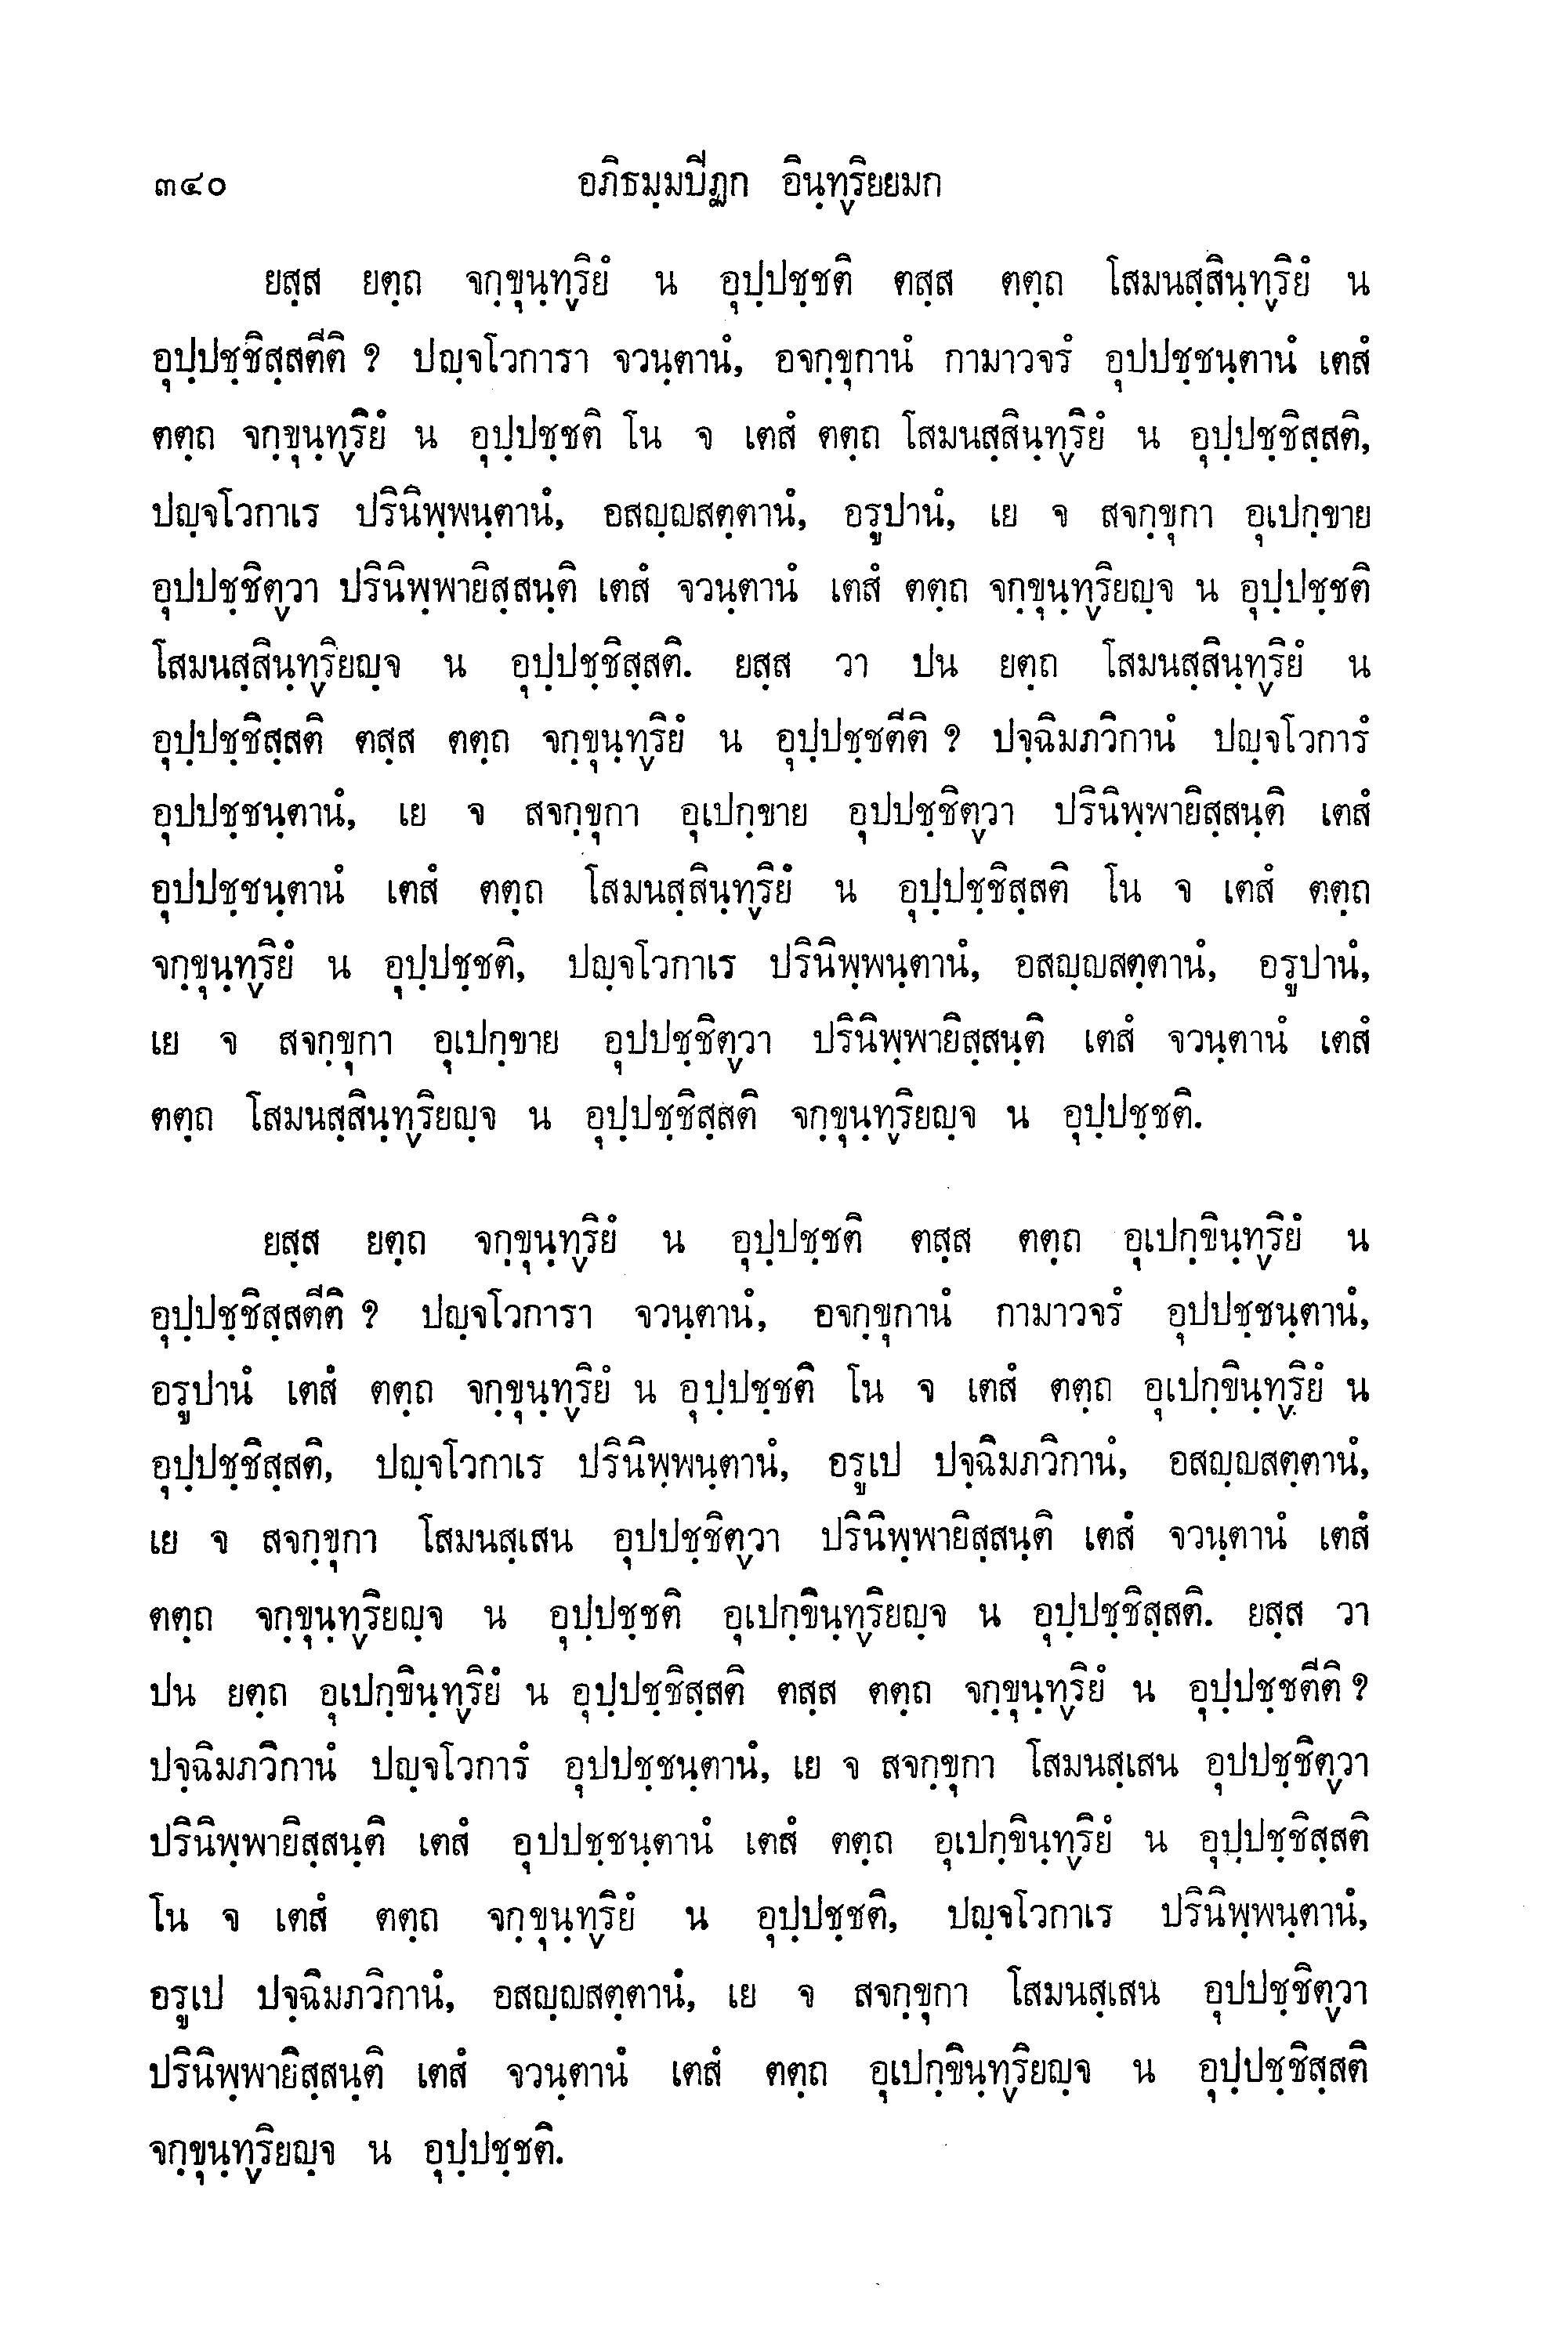 ๓๔๐ อภิธมฺมปีฏก อินฺทฺริยยมก
ยสฺส ยตฺถ จกฺขุนฺทฺริยํ น อุปฺปชฺชติ ตสฺส ตตฺถ โสมนสฺสินฺทฺริยํ น
อุปฺปชฺชิสฺสตีติ ? ปญฺจโวการา จวนฺตานํ, อจกฺขุกานํ กามาวจรํ อุปปชฺชนฺตานํ เตสํ
ตตฺถ จกฺขุนฺทฺริยํ น อุปฺปชฺชติ โน จ เตสํ ตตฺถ โสมนสฺสินฺทฺริยํ น อุปฺปชฺชิสฺสติ,
ปญฺจโวกาเร ปรินิพฺพนฺตานํ, อสญฺญสตฺตานํ, อรูปานํ, เย จ สจกฺขุกา อุเปกฺขาย
อุปปชฺชิตฺวา ปรินิพฺพายิสฺสนฺติ เตสํ จวนฺตานํ เตสํ ตตฺถ จกฺขุนฺทฺริยญฺจ น อุปฺปชฺชติ
โสมนสฺสินฺทฺริยญฺจ น อุปฺปชฺชิสฺสติ. ยสฺส วา ปน ยตฺถ โสมนสฺสินฺทฺริยํ น
อุปฺปชฺชิสฺสติ ตสฺส ตตฺถ จกฺขุนฺทฺริยํ น อุปฺปชฺชตีติ ? ปจฺฉิมภวิกานํ ปญฺจโวการํ
อุปปชฺชนฺตานํ, เย จ สจกฺขุกา อุเปกฺขาย อุปปชฺชิตฺวา ปรินิพฺพายิสฺสนฺติ เตสํ
อุปปชฺชนฺตานํ เตสํ ตตฺถ โสมนสฺสินฺทฺริยํ น อุปฺปชฺชิสฺสติ โน จ เตสํ ตตฺถ
จกฺขุนฺทฺริยํ น อุปฺปชฺชติ, ปญฺจโวกาเร ปรินิพฺพนฺตานํ, อสญฺญสตฺตานํ, อรูปานํ,
เย จ สจกฺขุกา อุเปกฺขาย อุปปชฺชิตฺวา ปรินิพฺพายิสฺสนฺติ เตสํ จวนฺตานํ เตสํ
ตตฺถ โสมนสฺสินฺทฺริยญฺจ น อุปฺปชฺชิสฺสติ จกฺขุนฺทฺริยญฺจ น อุปฺปชฺชติ.
ยสฺส ยตฺถ จกฺขุนฺทฺริยํ น อุปฺปชฺชติ ตสฺส ตตฺถ อุเปกฺขินฺทฺริยํ น
อุปฺปชฺชิสฺสตีติ ? ปญฺจโวการา จวนฺตานํ, อจกฺขุกานํ กามาวจรํ อุปปชฺชนฺตานํ,
อรูปานํ เตสํ ตตฺถ จกฺขุนฺทฺริยํ น อุปฺปชฺชติ โน จ เตสํ ตตฺถ อุเปกฺขินฺทฺริยํ น
อุปฺปชฺชิสฺสติ, ปญฺจโวกาเร ปรินิพฺพนฺตานํ, อรูเป ปจฺฉิมภวิกานํ, อสญฺญสตฺตานํ,
เย จ สจกฺขุกา โสมนสฺเสน อุปปชฺชิตฺวา ปรินิพฺพายิสฺสนฺติ เตสํ จวนฺตานํ เตสํ
ตตฺถ จกฺขุนฺทฺริยญฺจ น อุปฺปชฺชติ อุเปกฺขินฺทฺริยญฺจ น อุปฺปชฺชิสฺสติ. ยสฺส วา
ปน ยตฺถ อุเปกฺขินฺทฺริยํ น อุปฺปชฺชิสฺสติ ตสฺส ตตฺถ จกฺขุนฺทฺริยํ น อุปฺปชฺชตีติ ?
ปจฺฉิมภวิกานํ ปญฺจโวการํ อุปปชฺชนฺตานํ, เย จ สจกฺขุกา โสมนสฺเสน อุปปชฺชิตฺวา
ปรินิพฺพายิสฺสนฺติ เตสํ อุปปชฺชนฺตานํ เตสํ ตตฺถ อุเปกฺขินฺทฺริยํ น อุปฺปชฺชิสฺสติ
โน จ เตสํ ตตฺถ จกฺขุนฺทฺริยํ น อุปฺปชฺชติ, ปญฺจโวกาเร ปรินิพฺพนฺตานํ,
อรูเป ปจฺฉิมภวิกานํ, อสญฺญสตฺตานํ, เย จ สจกฺขุกา โสมนสฺเสน อุปปชฺชิตฺวา
ปรินิพฺพายิสฺสนฺติ เตสํ จวนฺตานํ เตสํ ตตฺถ อุเปกฺขินฺทฺริยญฺจ น อุปฺปชฺชิสฺสติ
จกฺขุนฺทฺริยญฺจ น อุปฺปชฺชติ.